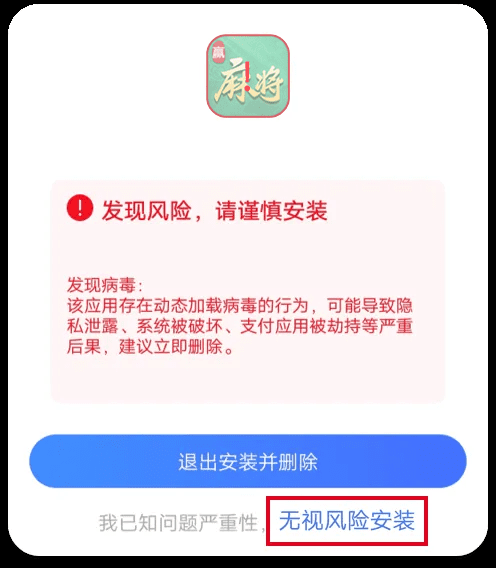 赢
麻将
发现风险，请谨慎安装
发现病毒：
该应用存在动态加载病毒的行为，可能导致隐
私泄露、系统被破坏、支付应用被劫持等严重
后果，建议立即删除。
退出安装并删除
我已知问题严重性，无视风险安装